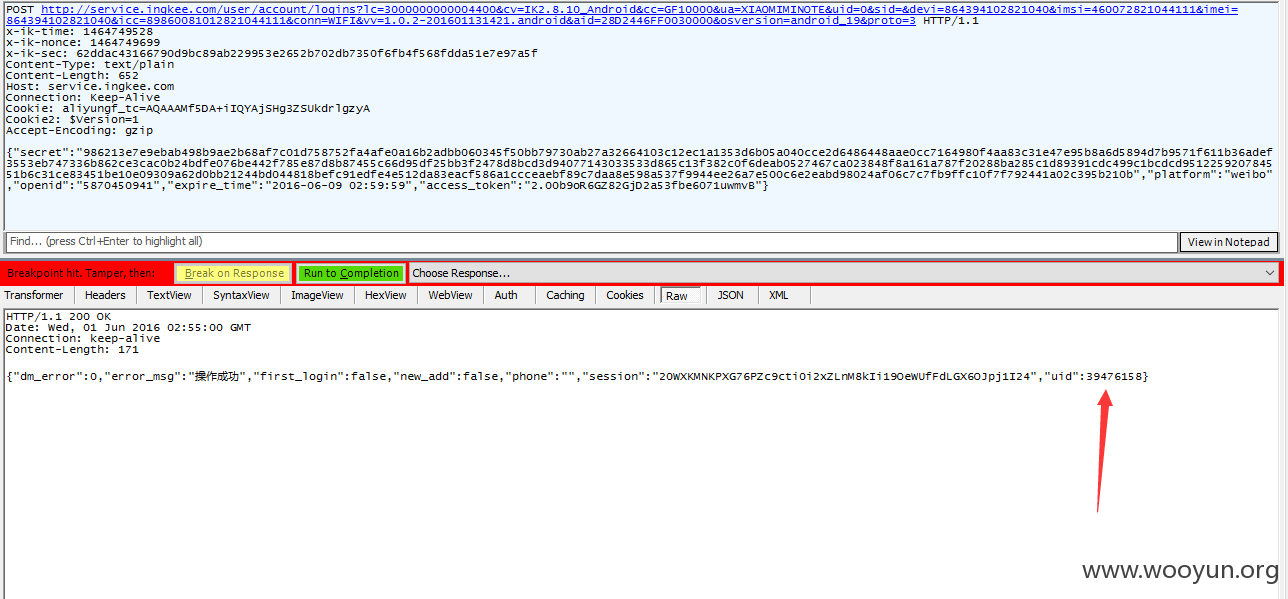 POST http://service.ingkee.com/user/account/logins?lc=3000000000004400&cv=IK2.8.10_Android&cc=GF10000&ua=XIAOMIMINOTE&uid=0&sid=&devi=864394102821040&imsi=460072821044111&imei=
864394102821040&icc=89860081012821044111&conn=WIFI&vv=1.0.2-201601131421.android&aid=28D2446FF0030000&osversion=android_19&proto=3 HTTP/1.1
x-ik-time: 1464749528
x-ik-nonce: 1464749699
x-ik-sec: 62ddac43166790d9bc89ab229953e2652b702db7350f6fb4f568fdda51e7e97a5f
Content-Type: text/plain
Content-Length: 652
Host: service.ingkee.com
Connection: Keep-Alive
Cookie: aliyungf_tc=AQAAAMf5DA+iIQYAjSHg3ZSUkdrlgzyA
Cookie2: $Version=1
Accept-Encoding: gzip
{"secret":"986213e7e9ebab498b9ae2b68af7c01d758752fa4afe0a16b2adbb060345f50bb79730ab27a32664103c12ec1a1353d6b05a040cce2d6486448aae0cc7164980f4aa83c31e47e95b8a6d5894d7b9571f611b36adef
3553eb747336b862ce3cac0b24bdfe076be442f785e87d8b87455c66d95df25bb3f2478d8bcd3d94077143033533d865c13f382c0f6deab0527467ca023848f8a161a787f20288ba285c1d89391cdc499c1bcdcd9512259207845
51b6c31ce83451be10e09309a62d0bb21244bd044818befc91edfe4e512da83eacf586a1ccceaebf89c7daa8e598a537f9944ee26a7e500c6e2eabd98024af06c7c7fb9ffc10f7f792441a02c395b210b","platform":"weibo"
,"openid":"5870450941","expire_time":"2016-06-09 02:59:59","access_token":"2.00b9oR6GZ82GjD2a53fbe6071uwmvB"}
Find... (press Ctrl+Enter to highlight all)
View in Notepad
Breakpoint hit. Tamper, then:
Break on Response
Run to Completion
Choose Response...
Transformer
Headers
TextView
SyntaxView
ImageView
HexView
WebView
Auth
Caching
Cookies
Raw
JSON
XML
HTTP/1.1 200 OK
Date: Wed, 01 Jun 2016 02:55:00 GMT
Connection: keep-alive
Content-Length: 171
{"dm_error":0,"error_msg":"操作成功","first_login":false,"new_add":false,"phone":"","session":"20WXKMNKPXG76PZc9cti0i2xZLnM8kIi19OeWUfFdLGX6OJpj1I24","uid":39476158}
www.wooyun.org